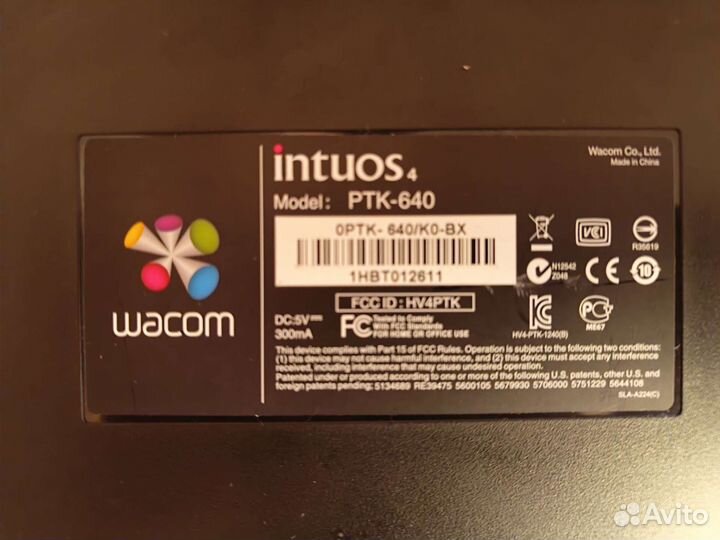 wacom
intuos4
Model: PTK-640
0PTK- 640/K0-BX
1HBT012611
FCC ID : HV4PTK
DC:5V
300mA
FC Tested to Comply
With FCC Standards
FOR HOME OR OFFICE USE
Wacom Co., Ltd.
Made in China
VCI
R35619
N12542
Z048
CE
10
HV4-PTK-1240(B)
ME67
This device complies with Part 15 of FCC Rules. Operation is subject to the following two conditions.
(1) this device may not cause harmful interference, and (2) this device must accept any interference
received, including interference that may cause undesired operation.
Patented under or produced according to one or more of the following U.S. patents, other U.S. and
foreign patents pending; 5134689 RE39475 5600105 5679930 5706000 5751229 5644108
SLA-A224(C)
Avito